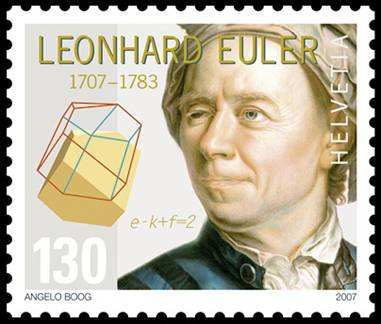 LEONHARD EULER
1707–1783
HELVETIA
e-k+f=2
130
ANGELO BOOG
2007